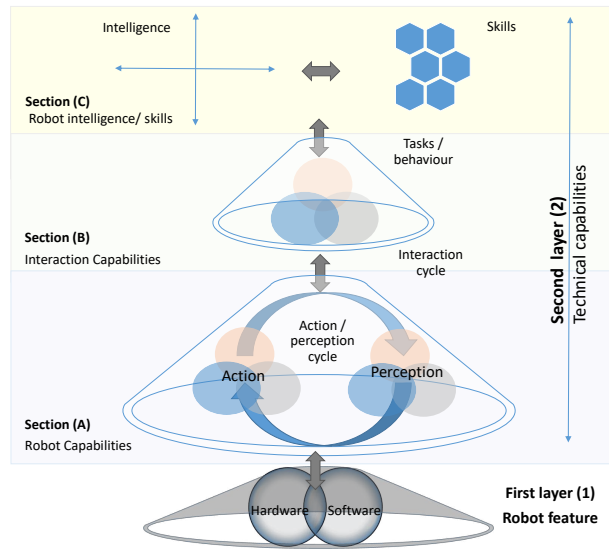 Intelligence
Skills
Section (C)
Robot intelligence/ skills
Tasks /
behaviour
Section (B)
Interaction Capabilities
Interaction
cycle
Second layer (2)
Technical capabilities
Action /
perception
cycle
Action
Perception
Section (A)
Robot Capabilities
Hardware
Software
First layer (1)
Robot feature